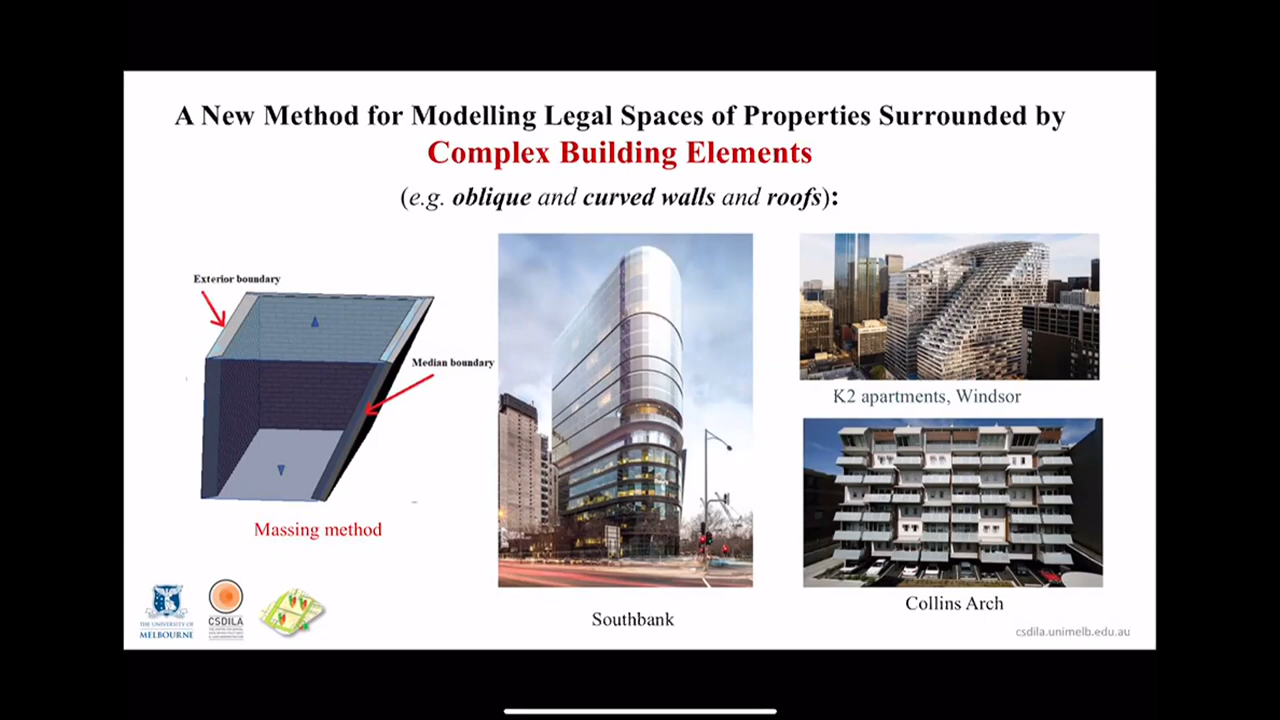 A New Method for Modelling Legal Spaces of Properties Surrounded by
Complex Building Elements
(e.g. oblique and curved walls and roofs):
Exterior boundary
Median boundary
Massing method
Southbank
K2 apartments, Windsor
Collins Arch
THE UNIVERSITY OF
MELBOURNE
CSDILA
csdila.unimelb.edu.au